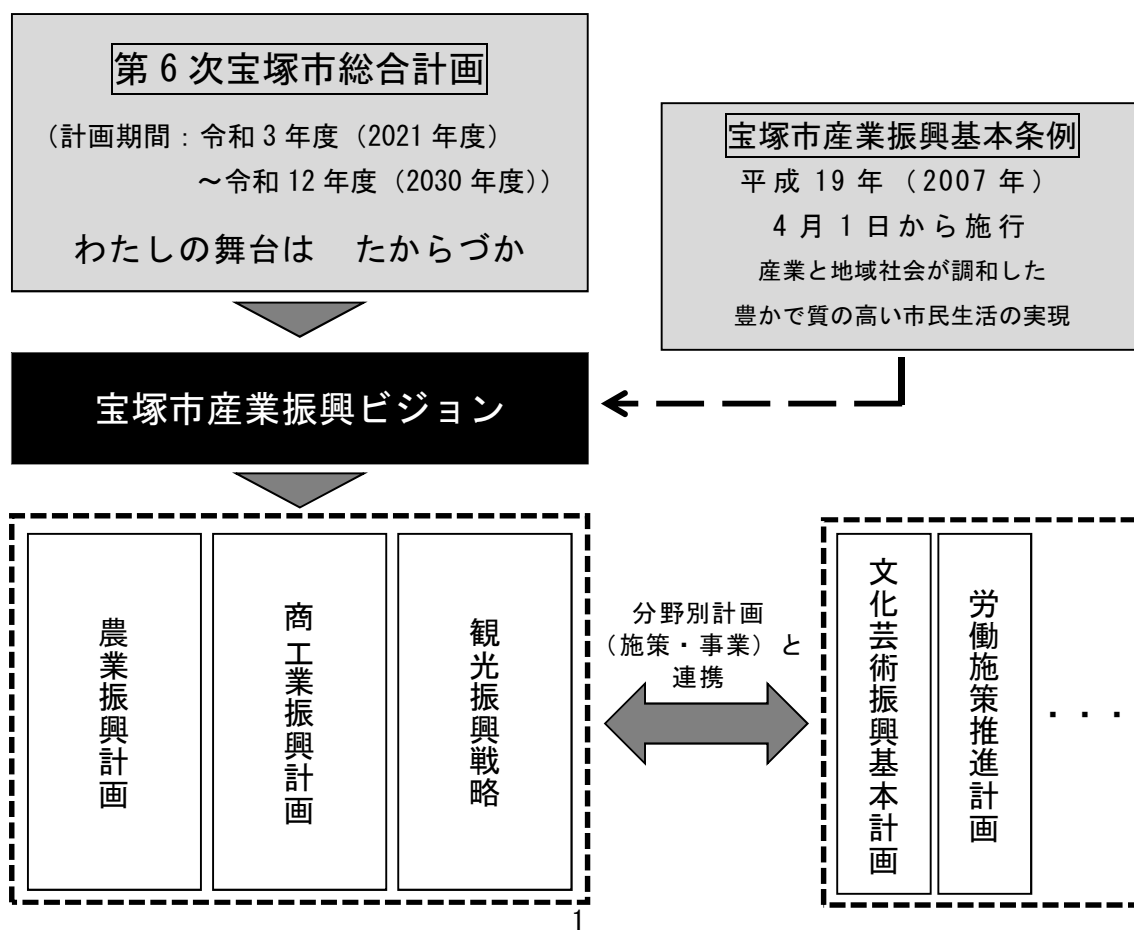 第6次宝塚市総合計画
（計画期間：令和3年度（2021年度）
～令和12年度（2030年度））
わたしの舞台は　たからづか
宝塚市産業振興基本条例
平成19年（2007年）
4月1日から施行
産業と地域社会が調和した
豊かで質の高い市民生活の実現
宝塚市産業振興ビジョン
農業振興計画
商工業振興計画
観光振興戦略
分野別計画
（施策・事業）と
連携
文化芸術振興基本計画
労働施策推進計画
・・・
1